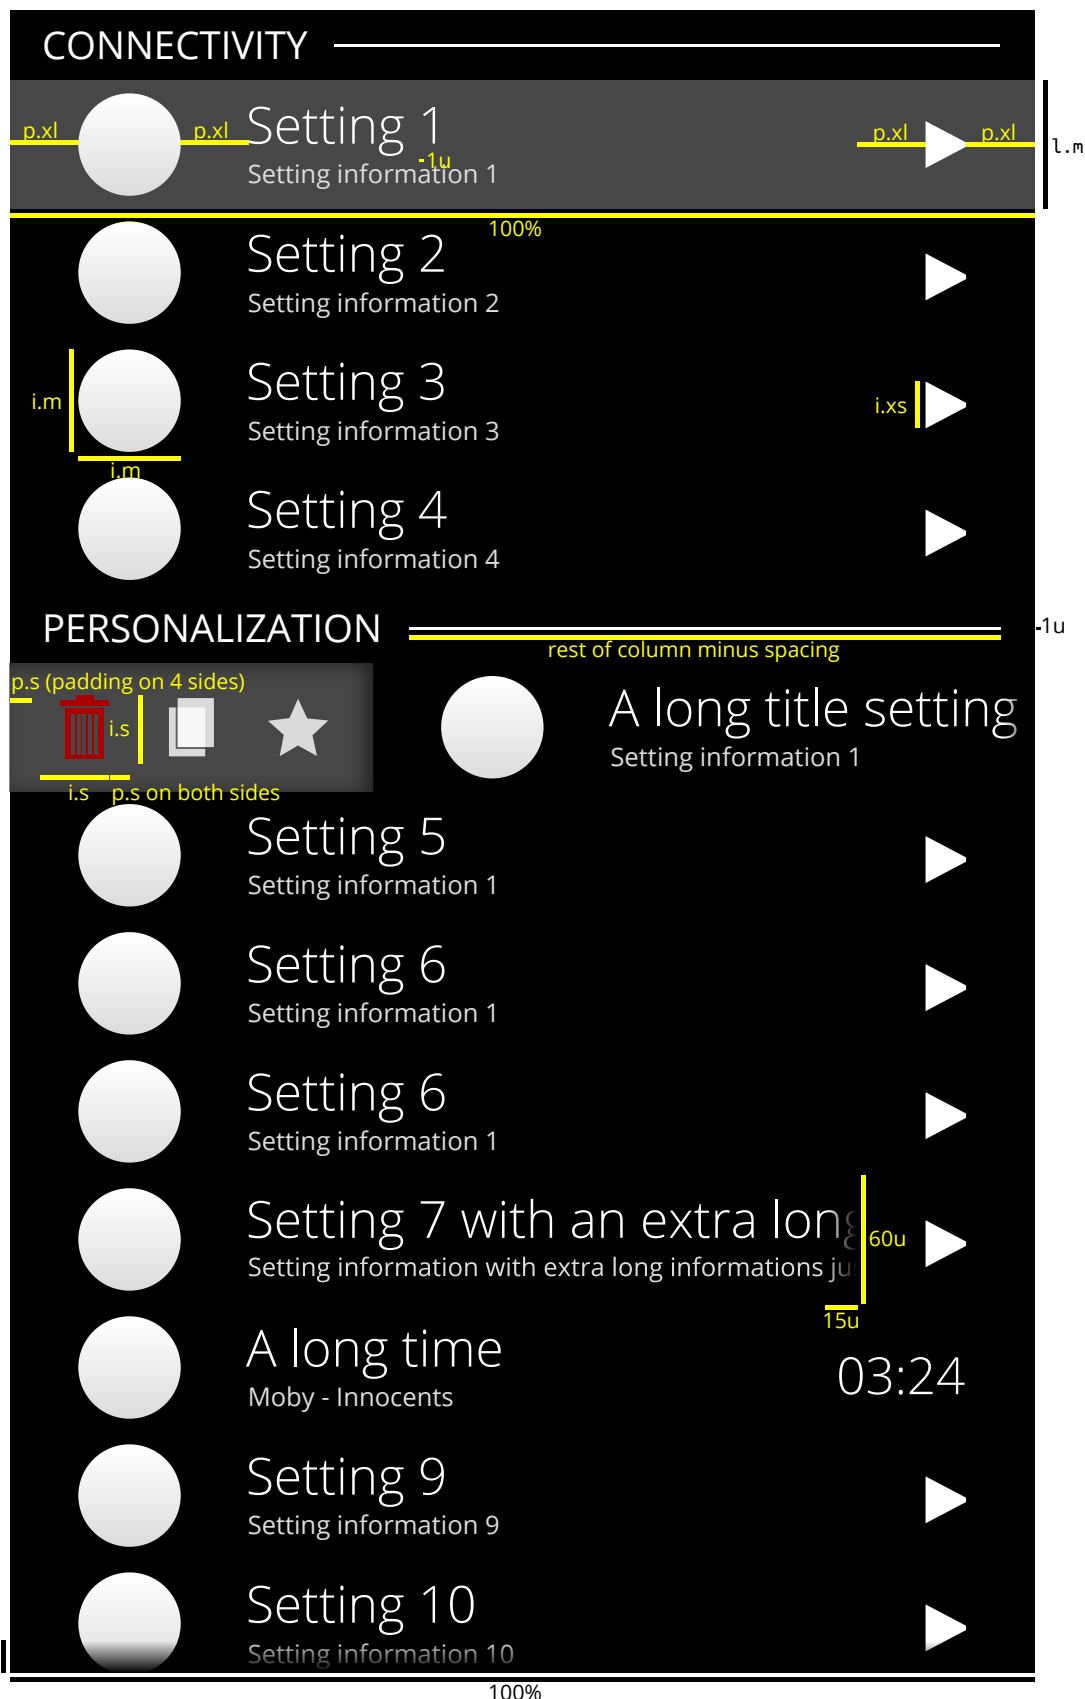 CONNECTIVITY
p.xl
p.xl
Setting 1
p.xl
p.xl
l.m
-1u
Setting information 1
100%
Setting 2
Setting information 2
Setting 3
i.m
i.xs
Setting information 3
i.m
Setting 4
Setting information 4
PERSONALIZATION
-1u
rest of column minus spacing
p.s (padding on 4 sides)
A long title setting
i.s
Setting information 1
i.s
p.s on both sides
Setting 5
Setting information 1
Setting 6
Setting information 1
Setting 6
Setting information 1
Setting 7 with an extra long
60u
Setting information with extra long informations ju
15u
A long time
03:24
Moby - Innocents
Setting 9
Setting information 9
Setting 10
Setting information 10
100%